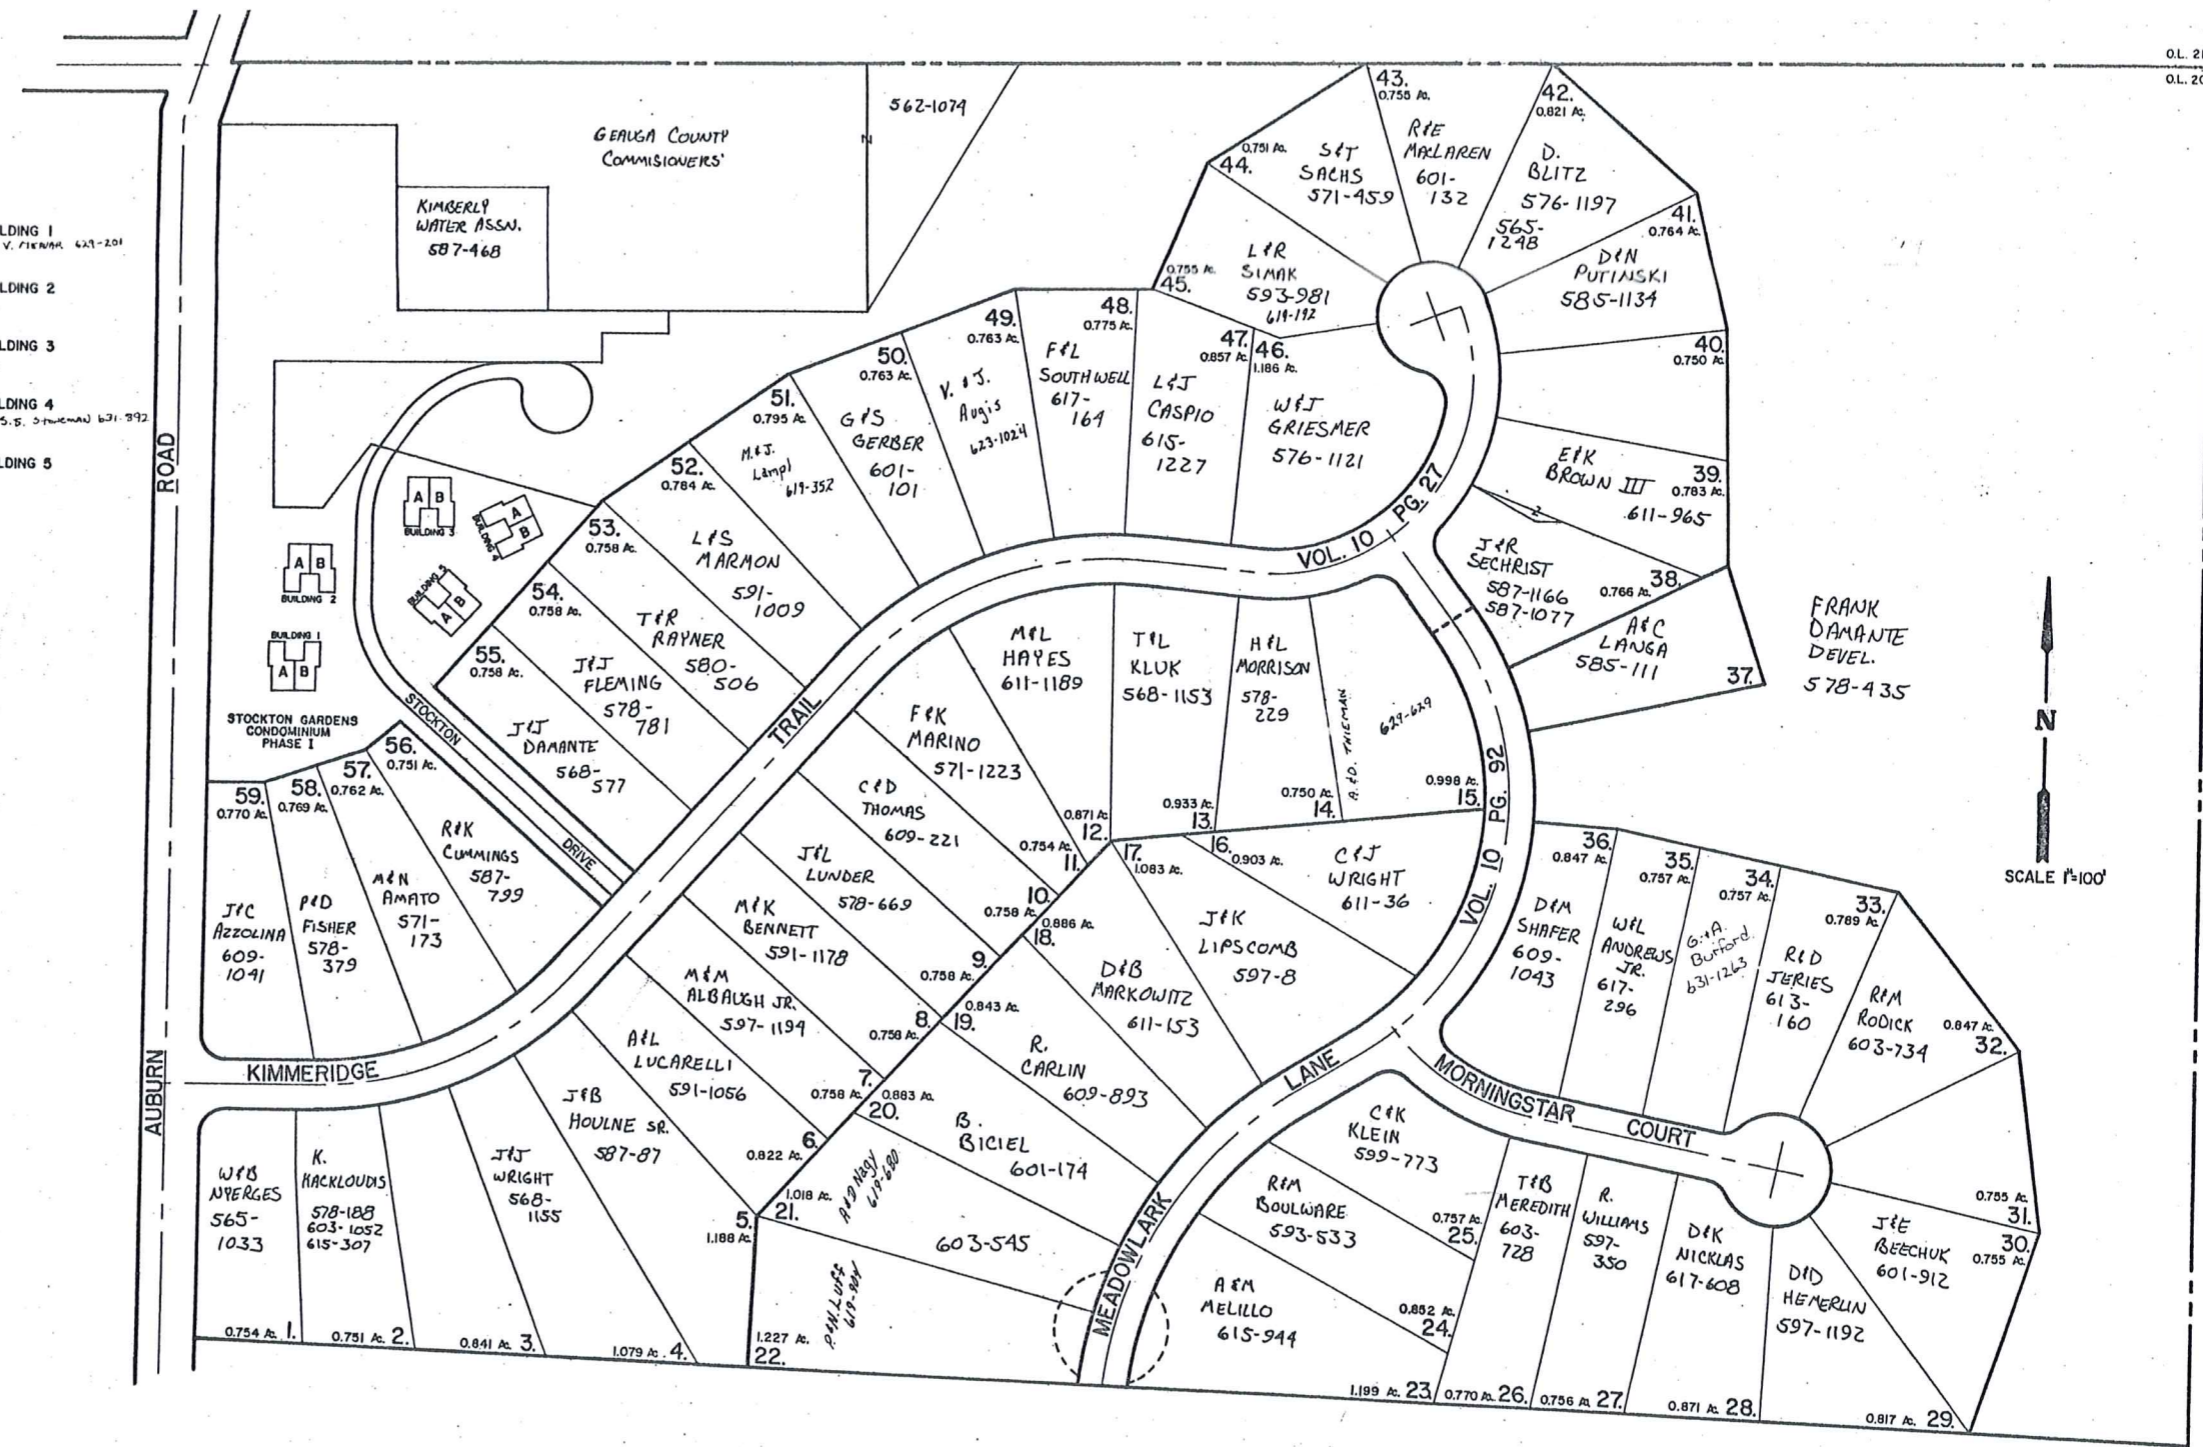 O.L. 21
O.L. 20
LDING 1
V. MENAR 629-201
LDING 2
LDING 3
LDING 4
S.E. 631-892
LDING 5
ROAD
AUBURN
GEAUGA COUNTY
COMMISIONERS'
562-1074
Z
KIMBERLY
WATER ASSN.
587-468
A B
BUILDING 3
A
B
BUILDING 4
A B
BUILDING 2
BUILDING 5
A B
BUILDING 1
A B
STOCKTON GARDENS
CONDOMINIUM
PHASE I
STOCKTON
DRIVE
KIMMERIDGE
TRAIL
VOL. 10 PG. 27
VOL. 10 PG. 92
MEADOWLARK
LANE
MORNINGSTAR
COURT
43.
0.755 Ac.
R&E
MACLAREN
601-
132
42.
0.821 Ac.
D.
BLITZ
576-1197
565-
1248
0.751 Ac.
44.
S&T
SACHS
571-459
41.
0.764 Ac.
D&N
PUTINSKI
585-1134
0.755 Ac.
45.
L&R
SIMAK
593-981
619-192
40.
0.750 Ac.
39.
0.783 Ac.
E&K
BROWN III
611-965
J&R
SECHRIST
587-1166
587-1077
38.
0.766 Ac.
A&C
LANGA
585-111
37.
FRANK
DAMANTE
DEVEL.
578-435
N
SCALE 1"=100'
46.
1.186 Ac.
W&J
GRIESMER
576-1121
47.
0.857 Ac.
L&J
CASPIO
615-
1227
48.
0.775 Ac.
F&L
SOUTHWELL
617-
164
49.
0.763 Ac.
V. & J.
Augis
623-1024
50.
0.763 Ac.
G&S
GERBER
601-
101
51.
0.795 Ac.
M.&J.
Lampl
619-352
52.
0.784 Ac.
L&S
MARMON
591-
1009
53.
0.758 Ac.
T&R
RAYNER
580-
506
54.
0.758 Ac.
J&J
FLEMING
578-
781
55.
0.758 Ac.
J&J
DAMANTE
568-
577
56.
0.751 Ac.
R&K
CUMMINGS
587-
799
57.
0.762 Ac.
M&N
AMATO
571-
173
58.
0.769 Ac.
P&D
FISHER
578-
379
59.
0.770 Ac.
J&C
AZZOLINA
609-
1041
M&L
HAYES
611-1189
0.871 Ac.
12.
T&L
KLUK
568-1153
0.933 Ac.
13.
H&L
MORRISON
578-
229
0.750 Ac.
14.
A.&D. THIEMAN
629-629
0.998 Ac.
15.
F&K
MARINO
571-1223
0.754 Ac.
11.
C&D
THOMAS
609-221
10.
0.758 Ac.
J&L
LUNDER
578-669
9.
0.758 Ac.
M&K
BENNETT
591-1178
8.
0.758 Ac.
M&M
ALBAUGH JR.
597-1194
7.
0.758 Ac.
A&L
LUCARELLI
591-1056
6.
0.822 Ac.
J&B
HOULNE SR.
587-87
5.
1.188 Ac.
J&J
WRIGHT
568-
1155
1.079 Ac. 4.
K.
KACKLOUDIS
578-188
603-1052
615-307
0.841 Ac. 3.
0.751 Ac. 2.
W&B
NYERGES
565-
1033
0.754 Ac. 1.
16.
0.903 Ac.
C&J
WRIGHT
611-36
17.
1.083 Ac.
J&K
LIPSCOMB
597-8
0.886 Ac.
18.
D&B
MARKOWITZ
611-153
0.843 Ac.
19.
R.
CARLIN
609-893
0.883 Ac.
20.
B.
BICIEL
601-174
1.018 Ac.
21.
A&D Nagy
619-680
603-545
P.&N. LUFF
619-904
1.227 Ac.
22.
36.
0.847 Ac.
D&M
SHAFER
609-
1043
35.
0.757 Ac.
W&L
ANDREWS
JR.
617-
296
34.
0.757 Ac.
G.&A.
Burford
631-1263
33.
0.789 Ac.
R&D
JERIES
613-
160
R&M
RODICK
603-734
0.847 Ac.
32.
0.755 Ac.
31.
30.
0.755 Ac.
J&E
BEECHUK
601-912
D&D
HEMERLIN
597-1192
0.817 Ac. 29.
D&K
NICKLAS
617-608
0.871 Ac. 28.
R.
WILLIAMS
597-
350
0.756 Ac. 27.
T&B
MEREDITH
603-
728
0.770 Ac. 26.
C&K
KLEIN
599-773
0.757 Ac.
25.
R&M
BOULWARE
593-533
0.852 Ac.
24.
A&M
MELILLO
615-944
1.199 Ac. 23.